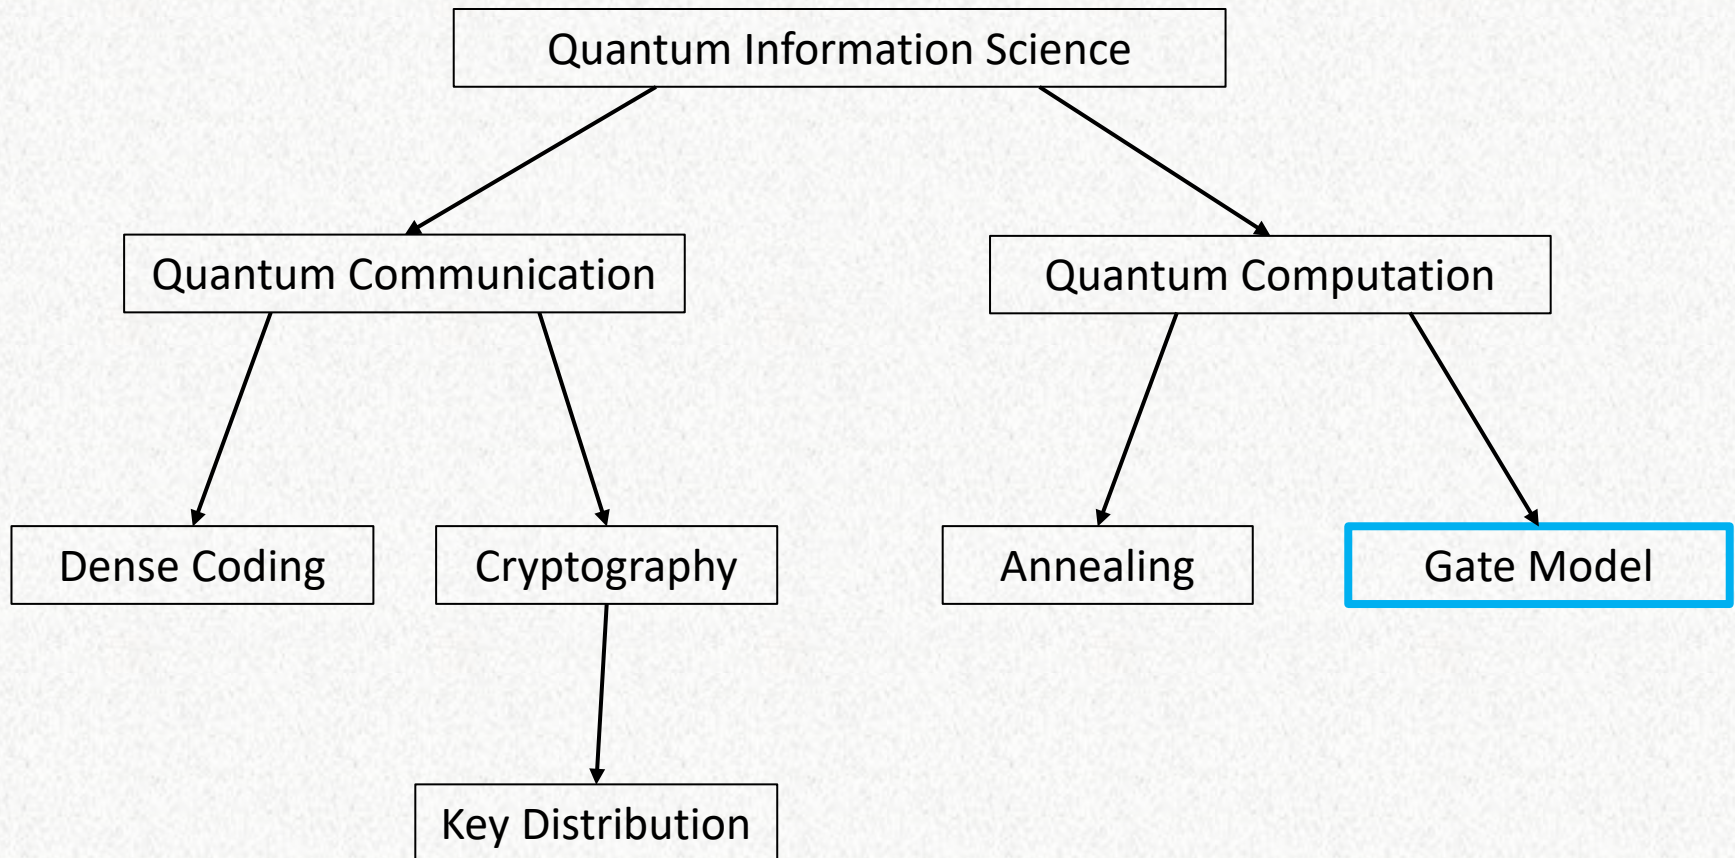 Quantum Information Science
Quantum Communication
Quantum Computation
Dense Coding
Cryptography
Annealing
Gate Model
Key Distribution